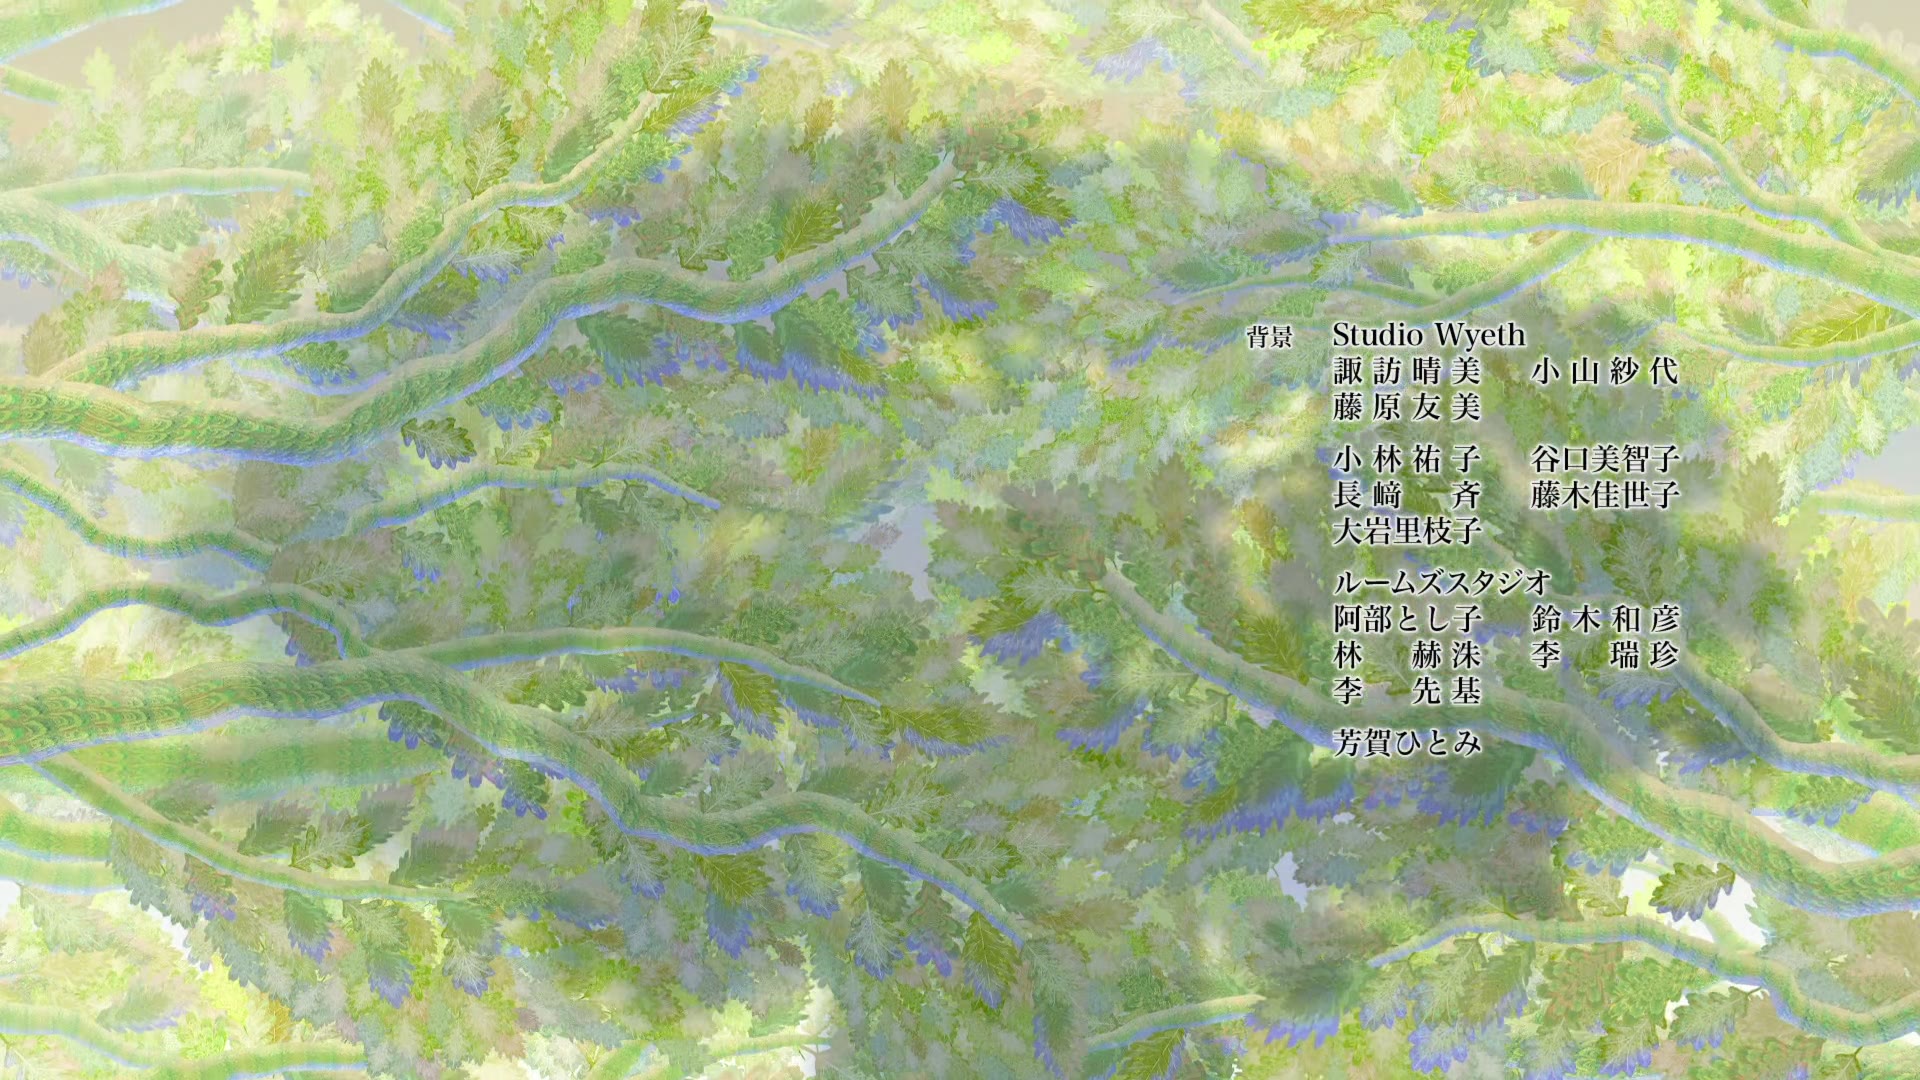 背景 Studio Wyeth
諏訪晴美 小山紗代
藤原友美
小林祐子 谷口美智子
長﨑 斉 藤木佳世子
大岩里枝子
ルームズスタジオ
阿部とし子 鈴木和彦
林 赫洙 李 瑞珍
李 先基
芳賀ひとみ